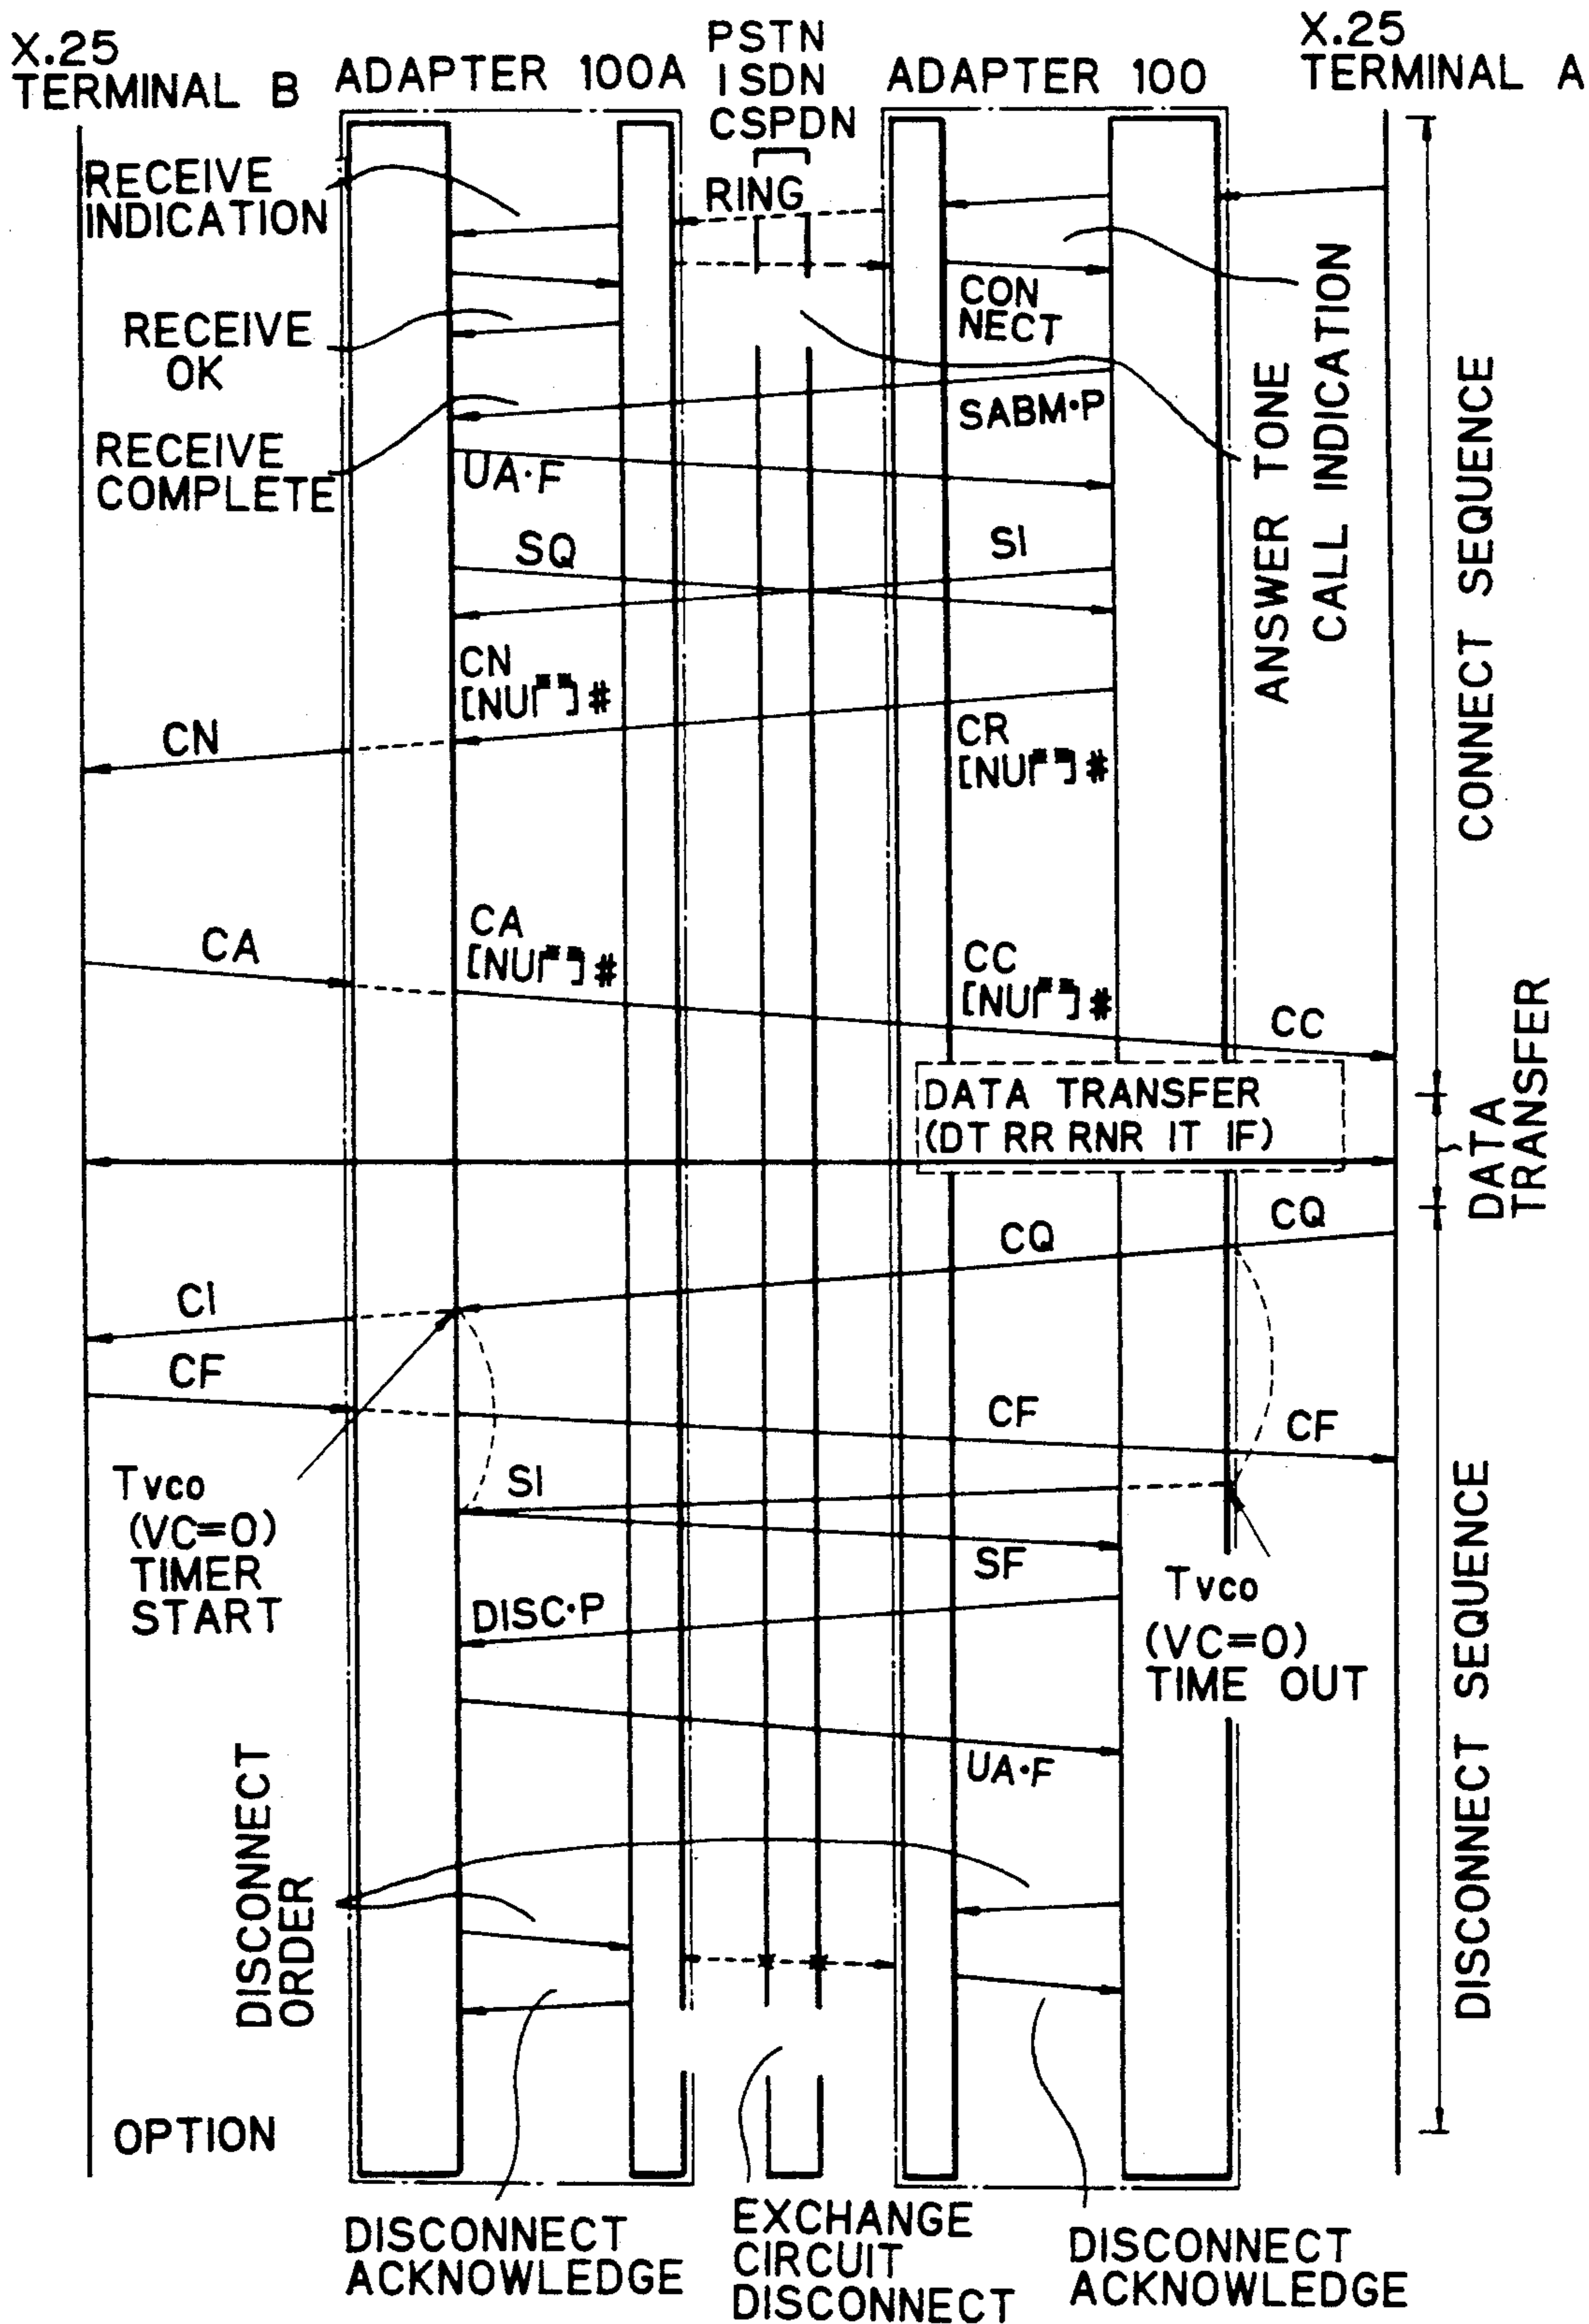 X.25
TERMINAL B
ADAPTER 100A
PSTN
ISDN
CSPDN
ADAPTER 100
X.25
TERMINAL A
RECEIVE
INDICATION
RING
CON
NECT
RECEIVE
OK
SABM·P
RECEIVE
COMPLETE
UA·F
ANSWER TONE
CALL INDICATION
CONNECT SEQUENCE
SQ
SI
CN
#
CN
CR
#
CA
CA
#
CC
#
CC
DATA TRANSFER
(DT RR RNR IT IF)
DATA
TRANSFER
CQ
CQ
CI
CF
CF
CF
Tvco
(VC=0)
TIMER
START
SI
SF
Tvco
(VC=0)
TIME OUT
DISC·P
UA·F
DISCONNECT SEQUENCE
DISCONNECT
ORDER
OPTION
DISCONNECT
ACKNOWLEDGE
EXCHANGE
CIRCUIT
DISCONNECT
DISCONNECT
ACKNOWLEDGE